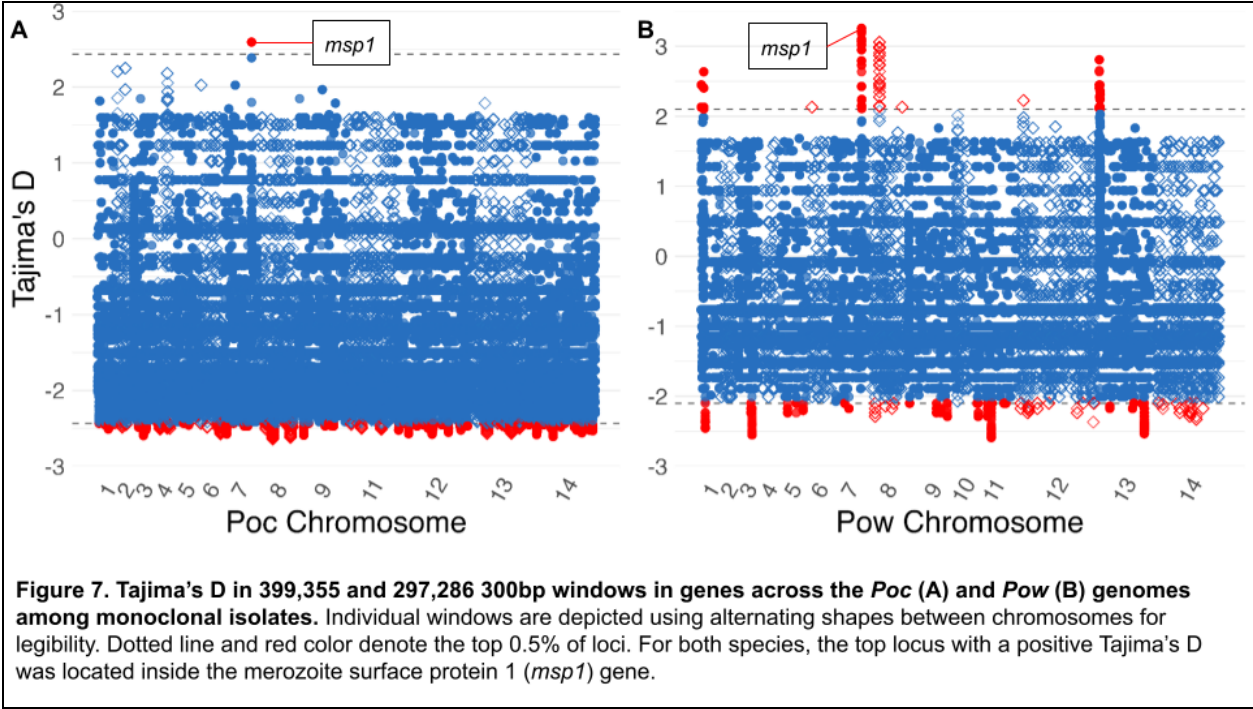 A
3
2
1
0
-1
-2
-3
Tajima's D
msp1
1 2 3 4 5 6 7 8 9 11 12 13 14
Poc Chromosome
B
3
2
1
0
-1
-2
-3
msp1
1 2 3 4 5 6 7 8 9 10 11 12 13 14
Pow Chromosome
Figure 7. Tajima’s D in 399,355 and 297,286 300bp windows in genes across the Poc (A) and Pow (B) genomes
among monoclonal isolates. Individual windows are depicted using alternating shapes between chromosomes for
legibility. Dotted line and red color denote the top 0.5% of loci. For both species, the top locus with a positive Tajima’s D
was located inside the merozoite surface protein 1 (msp1) gene.